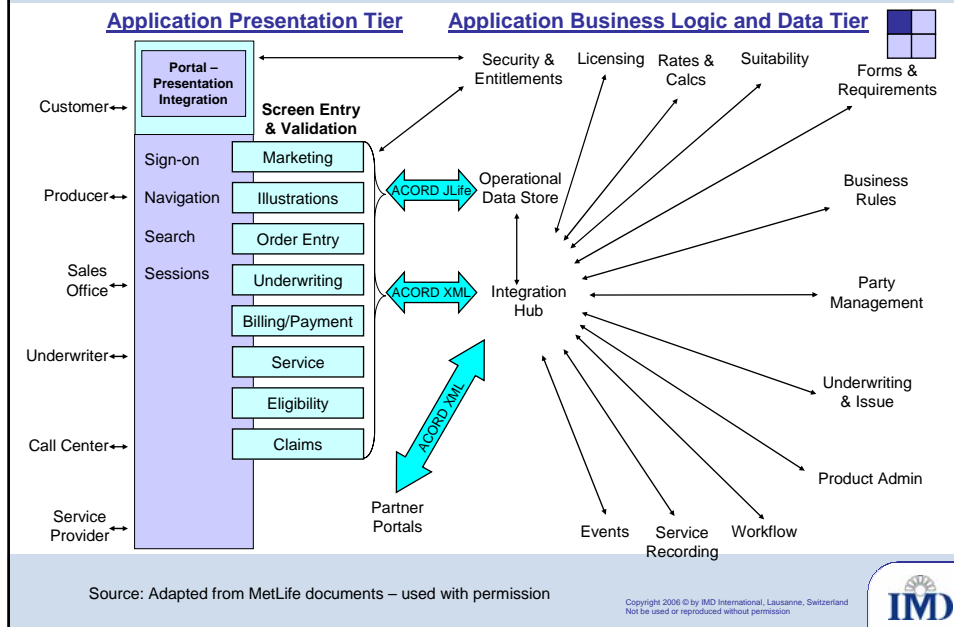 Application Presentation Tier
Application Business Logic and Data Tier
Portal –
Presentation
Integration
Screen Entry
& Validation
Customer
Producer
Sales
Office
Underwriter
Call Center
Service
Provider
Sign-on
Navigation
Search
Sessions
Marketing
Illustrations
Order Entry
Underwriting
Billing/Payment
Service
Eligibility
Claims
ACORD JLife
ACORD XML
ACORD XML
Partner
Portals
Security &
Entitlements
Operational
Data Store
Integration
Hub
Licensing
Rates &
Calcs
Suitability
Forms &
Requirements
Business
Rules
Party
Management
Underwriting
& Issue
Product Admin
Workflow
Service
Recording
Events
Source: Adapted from MetLife documents – used with permission
Copyright 2006 © by IMD International, Lausanne, Switzerland
Not be used or reproduced without permission
IMD